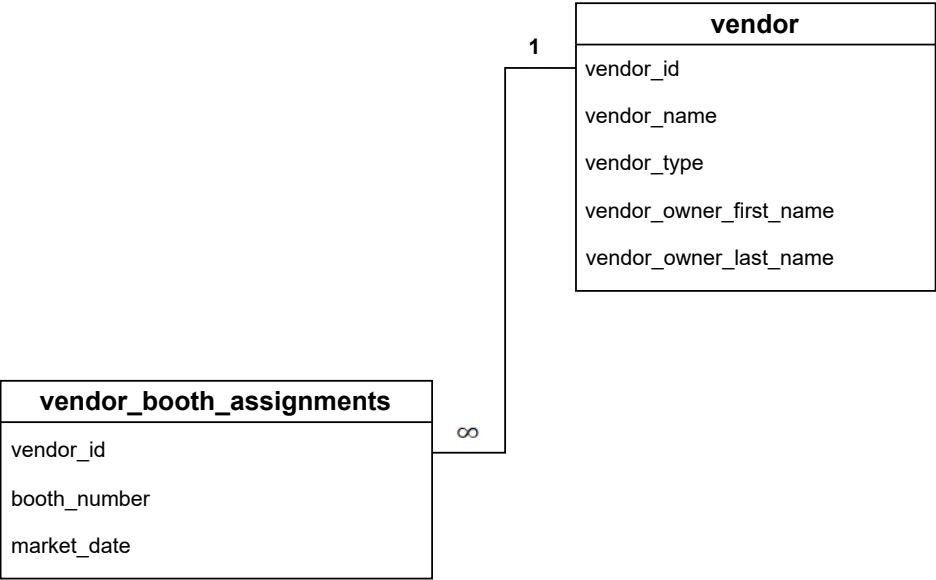 vendor
1
vendor_id
vendor_name
vendor_type
vendor_owner_first_name
vendor_owner_last_name
vendor_booth_assignments
∞
vendor_id
booth_number
market_date